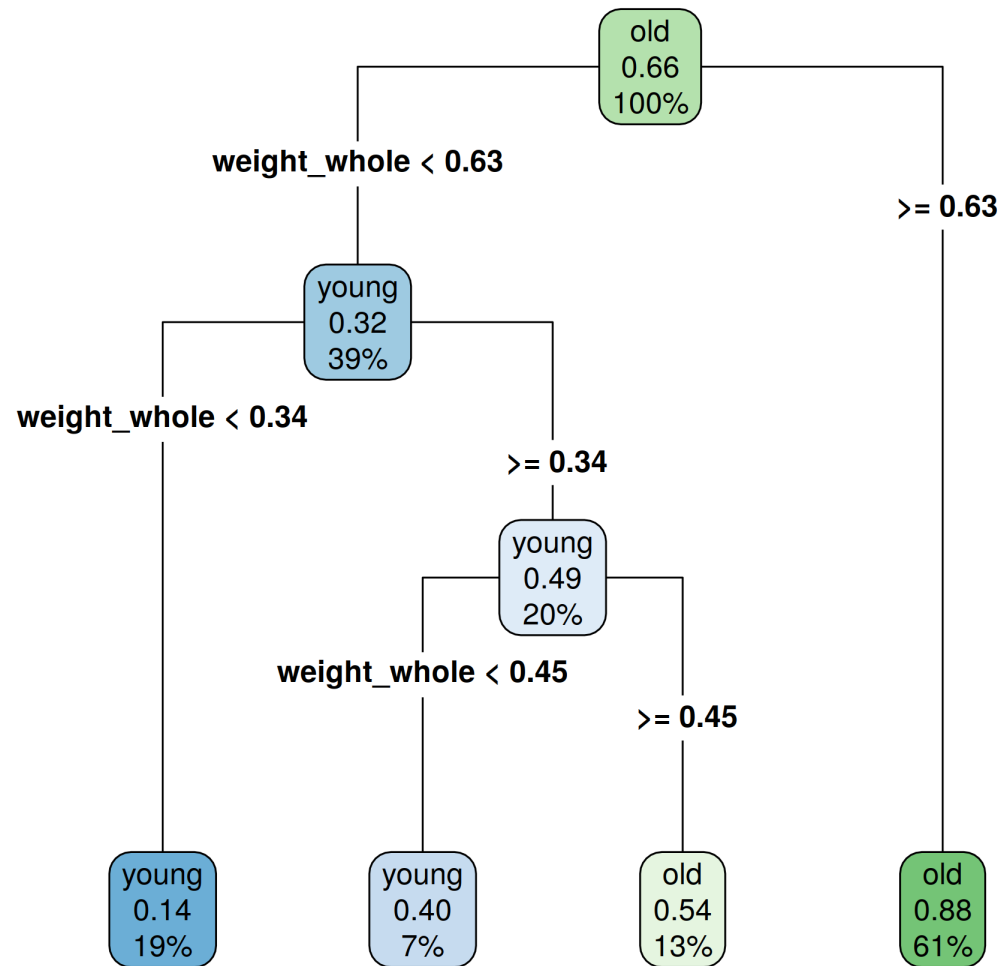 old
0.66
100%
weight_whole < 0.63
>= 0.63
young
0.32
39%
weight_whole < 0.34
>= 0.34
young
0.49
20%
weight_whole < 0.45
>= 0.45
young
0.14
19%
young
0.40
7%
old
0.54
13%
old
0.88
61%